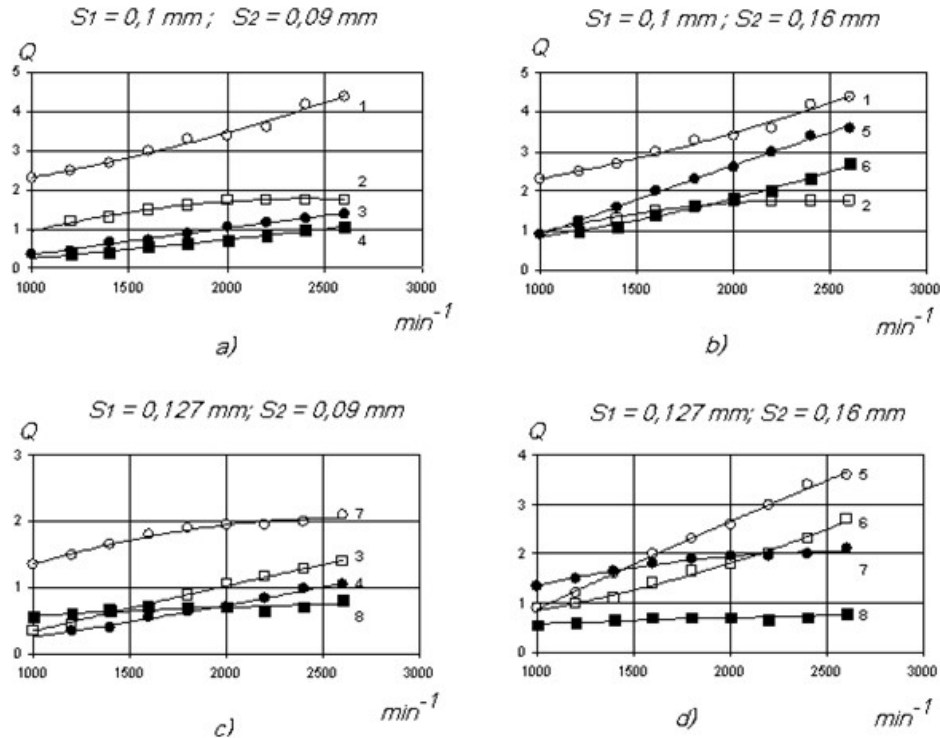 S1 = 0,1 mm ; S2 = 0,09 mm
Q
5
4
3
2
1
0
1000 1500 2000 2500 3000
1
2
3
4
min-1
a)
S1 = 0,1 mm ; S2 = 0,16 mm
Q
5
4
3
2
1
0
1000 1500 2000 2500 3000
1
5
6
2
min-1
b)
S1 = 0,127 mm; S2 = 0,09 mm
Q
3
2
1
0
1000 1500 2000 2500 3000
7
3
4
8
min-1
c)
S1 = 0,127 mm; S2 = 0,16 mm
Q
4
3
2
1
0
1000 1500 2000 2500 3000
5
6
7
8
min-1
d)